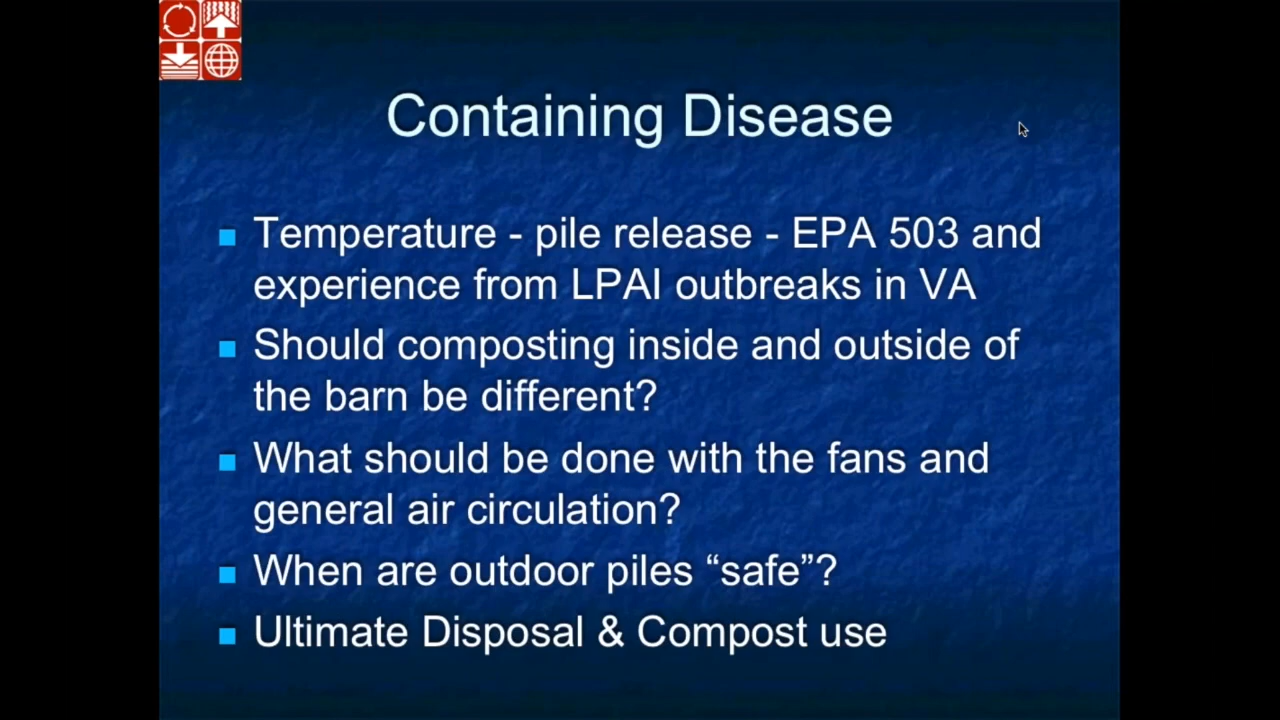 Containing Disease
Temperature - pile release - EPA 503 and
experience from LPAI outbreaks in VA
Should composting inside and outside of
the barn be different?
What should be done with the fans and
general air circulation?
When are outdoor piles “safe”?
Ultimate Disposal & Compost use